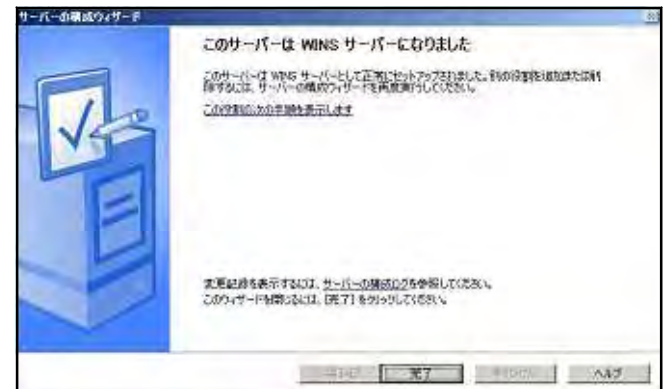 サーバーの構成ウィザード
このサーバーは WINS サーバーになりました
このサーバーは WINS サーバーとして正常にセットアップされました。別の役割を追加または削
除するには、サーバーの構成ウィザードを再度実行してください。
この役割の次の手順を表示します
変更記録を表示するには、サーバーの構成ログを参照してください。
このウィザードを閉じるには、[完了] をクリックしてください。
完了
ヘルプ